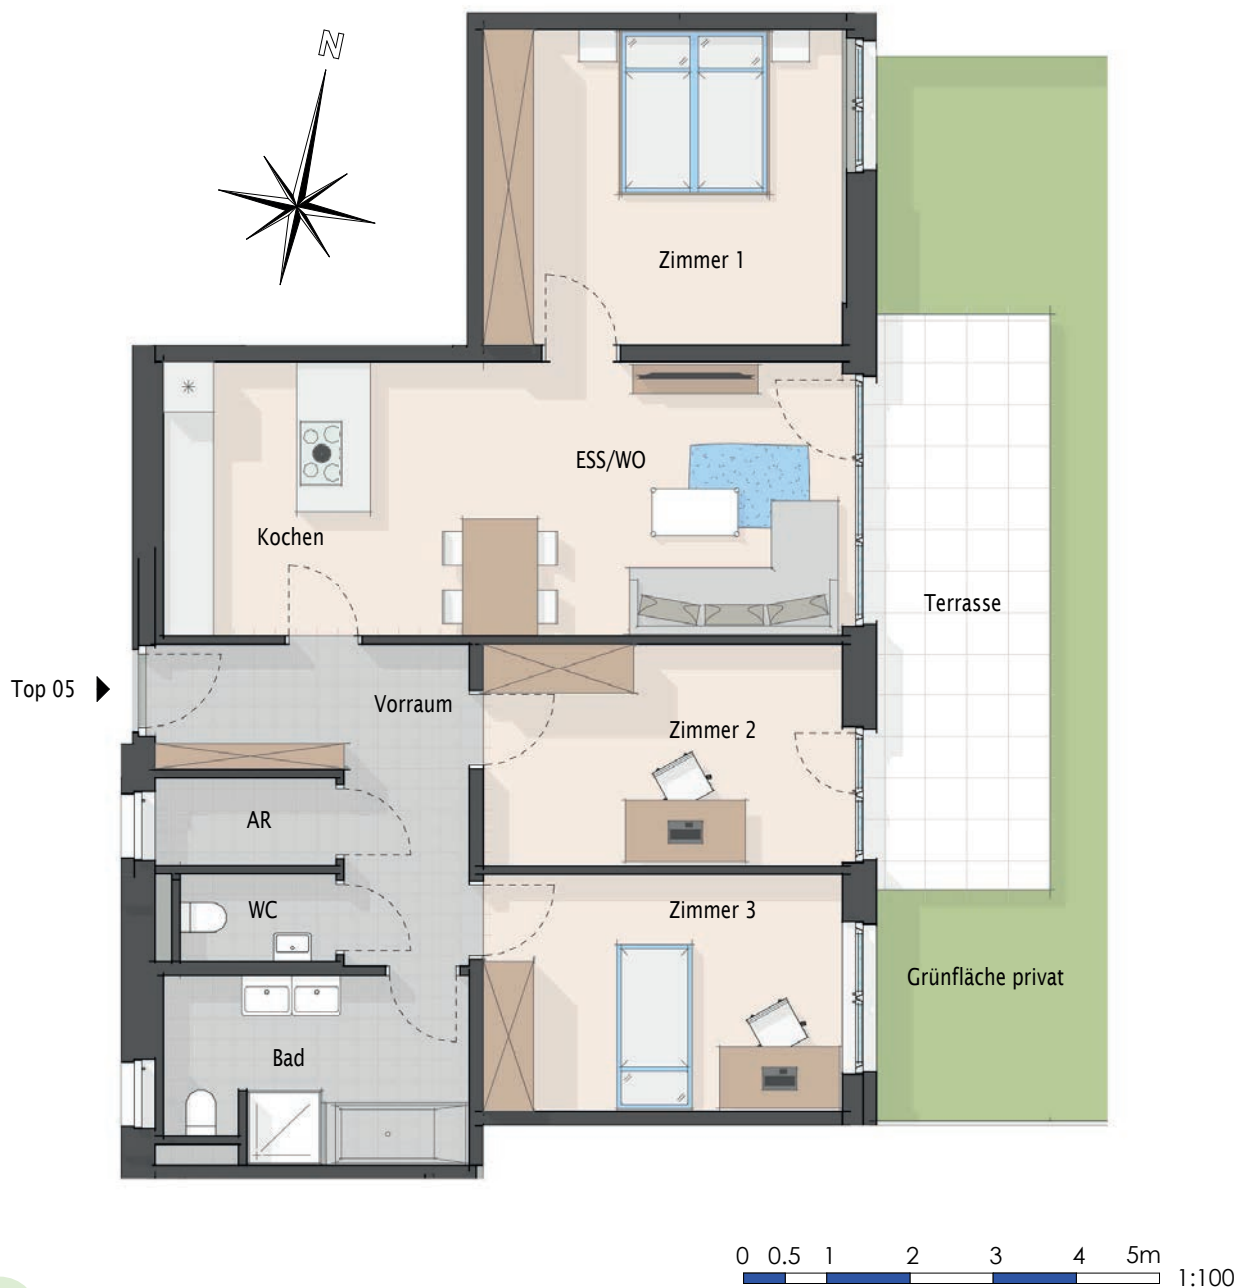 N
Zimmer 1
ESS/WO
Kochen
Terrasse
Top 05
Vorraum
Zimmer 2
AR
WC
Zimmer 3
Grünfläche privat
Bad
0 0.5 1 2 3 4 5m
1:100